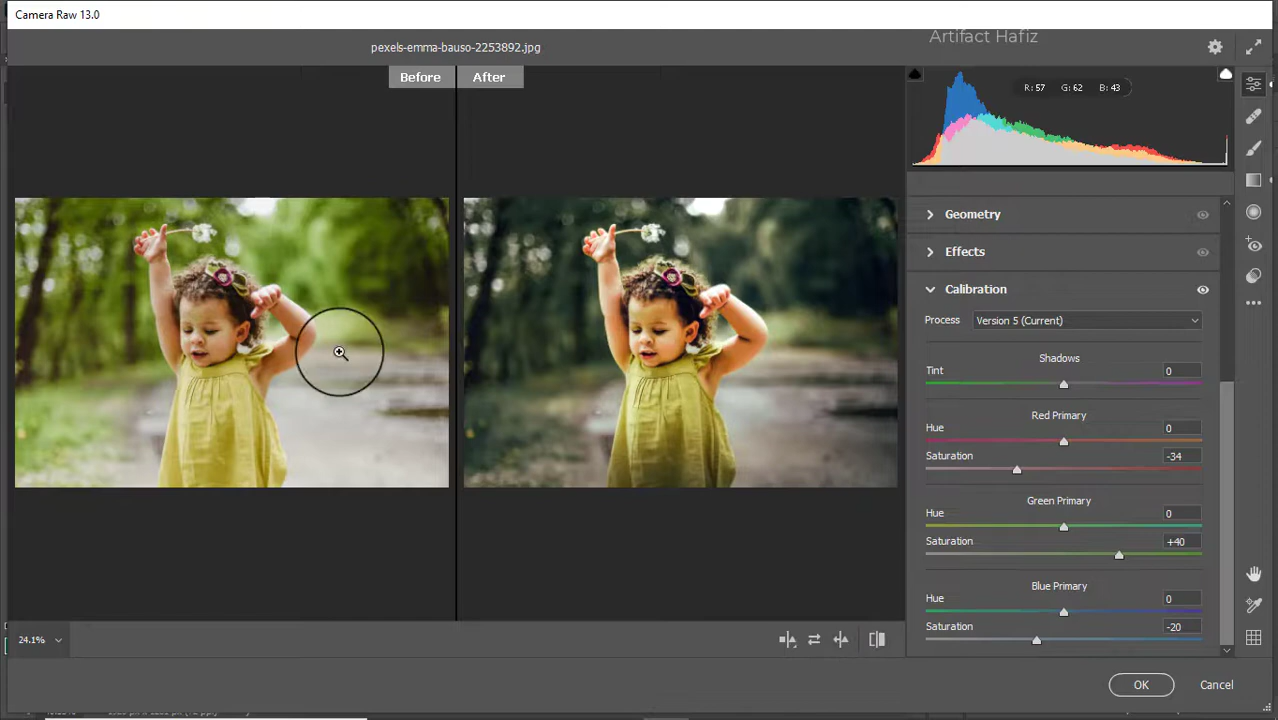 Camera Raw 13.0
Artifact Hafiz
pexels-emma-bauso-2253892.jpg
Before After
R: 57 G: 62 B: 43
Geometry
Effects
Calibration
Process Version 5 (Current)
Shadows
Tint 0
Red Primary
Hue 0
Saturation -34
Green Primary
Hue 0
Saturation +40
Blue Primary
Hue 0
Saturation -20
24.1%
OK Cancel